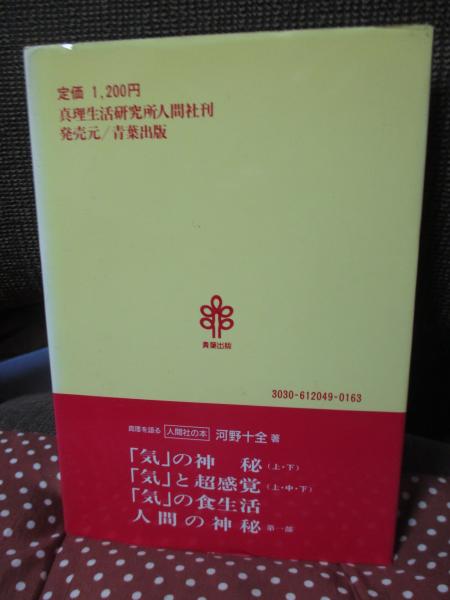 定価 1,200円
真理生活研究所人間社刊
発売元/青葉出版
青葉出版
3030-612049-0163
真理を語る 人間社の本 河野十全 著
「気」の神 秘(上・下)
「気」と超感覚(上・中・下)
「気」の食生活
人間の神秘 第一部